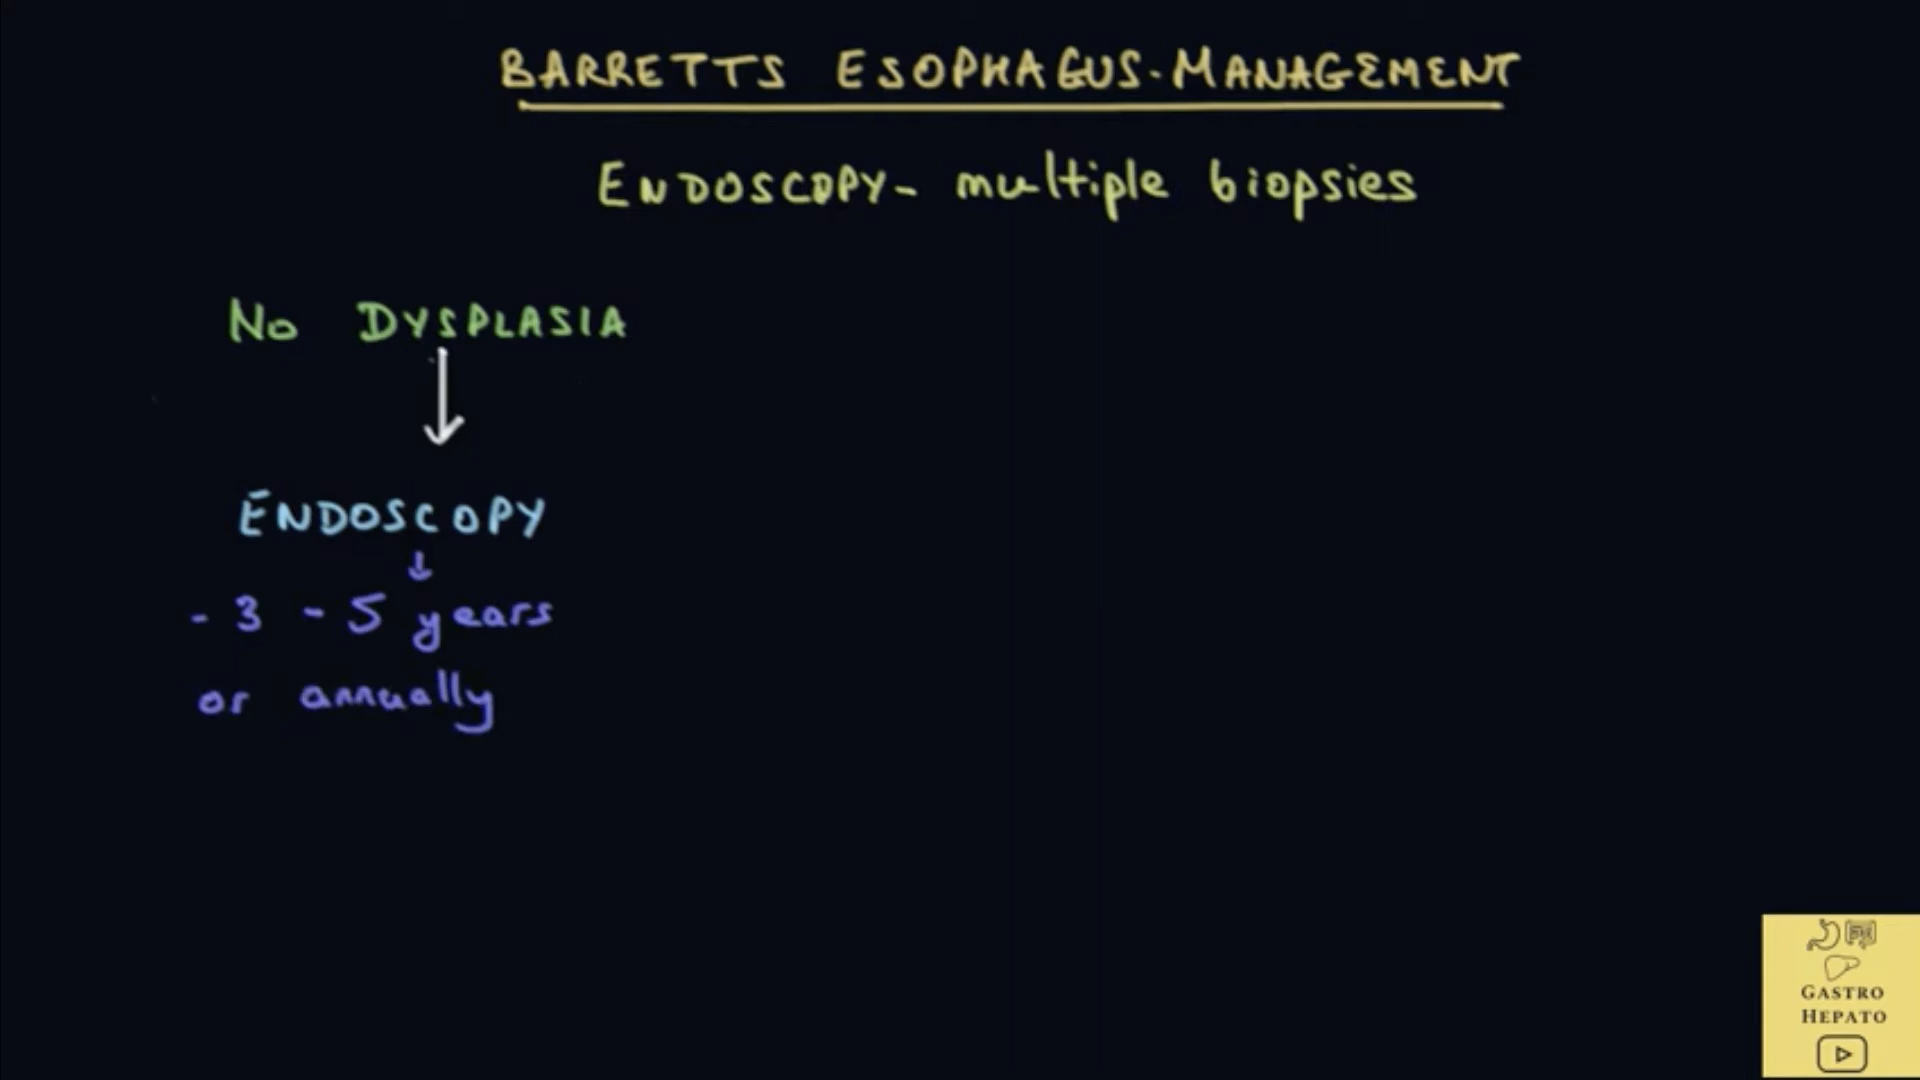 BARRETTS ESOPHAGUS-MANAGEMENT
ENDOSCOPY- multiple biopsies
No DYSPLASIA
ENDOSCOPY
- 3 - 5 years
or annually
GASTRO
HEPATO